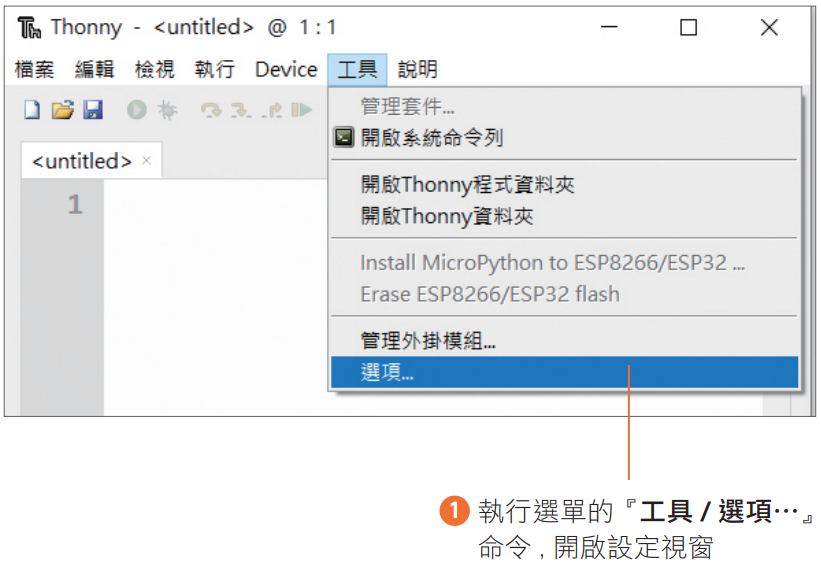 Thonny - <untitled> @ 1 : 1
檔案 編輯 檢視 執行 Device 工具 說明
管理套件...
開啟系統命令列
<untitled> ×
開啟Thonny程式資料夾
1
開啟Thonny資料夾
Install MicroPython to ESP8266/ESP32 ...
Erase ESP8266/ESP32 flash
管理外掛模組...
選項...
1 執行選單的『工具 / 選項…』
命令 , 開啟設定視窗